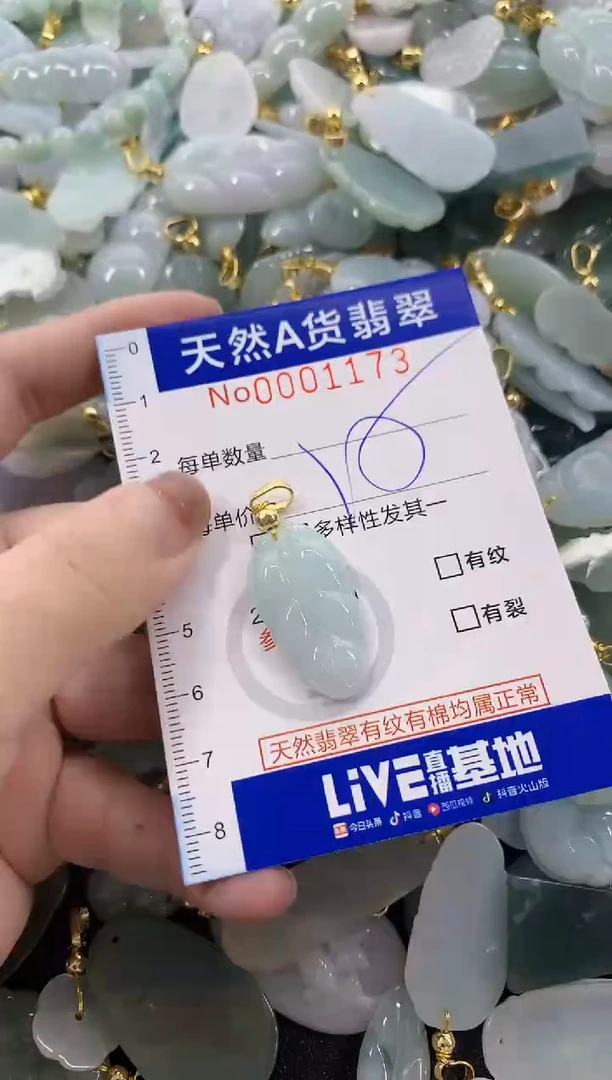 天然A货翡翠
No0001173
0
1
2
每单数量
每单价
多样性发其一
5
□有纹
□有裂
6
7
8
天然翡翠有纹有棉均属正常
LiVE直播基地
今日头条 抖音 西瓜视频 抖音火山版